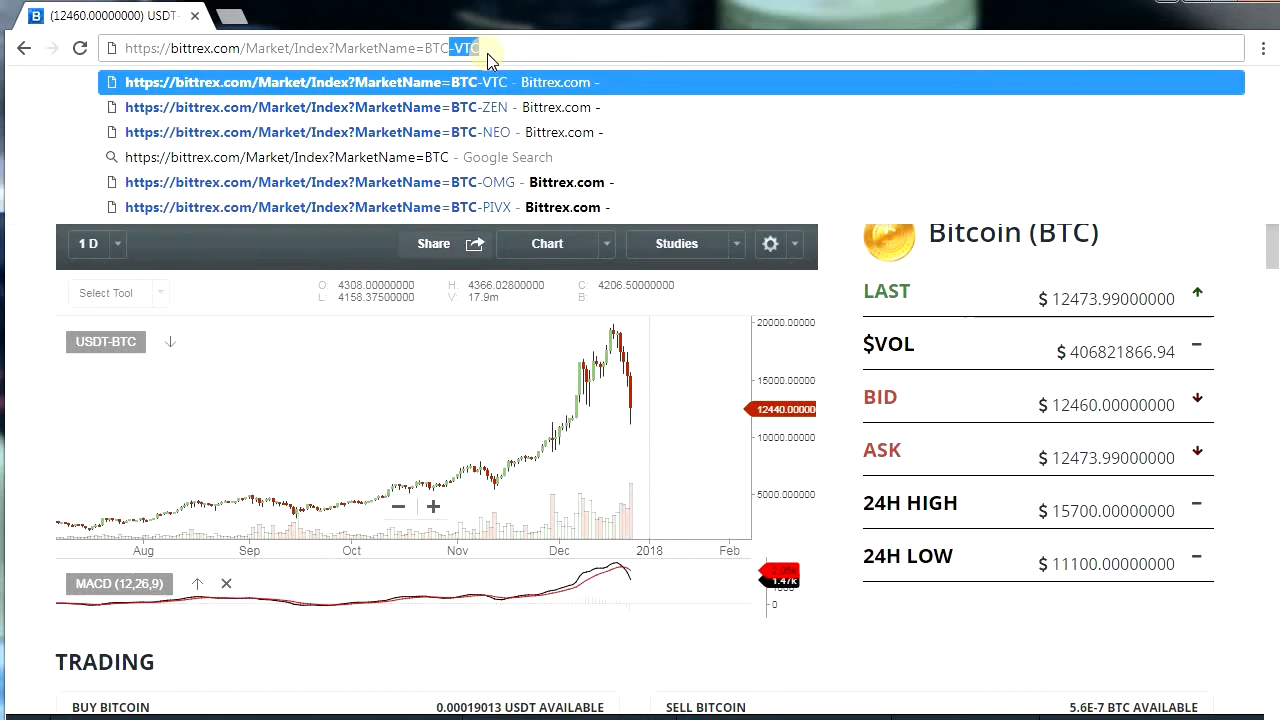 (12460.00000000) USDT-
https://bittrex.com/Market/Index?MarketName=BTC-VTC
https://bittrex.com/Market/Index?MarketName=BTC-VTC - Bittrex.com -
https://bittrex.com/Market/Index?MarketName=BTC-ZEN - Bittrex.com -
https://bittrex.com/Market/Index?MarketName=BTC-NEO - Bittrex.com -
https://bittrex.com/Market/Index?MarketName=BTC - Google Search
https://bittrex.com/Market/Index?MarketName=BTC-OMG - Bittrex.com -
https://bittrex.com/Market/Index?MarketName=BTC-PIVX - Bittrex.com -
1 D Share Chart Studies
Select Tool O: 4308.00000000 H: 4366.02800000 C: 4206.50000000
L: 4158.37500000 V: 17.9m B:
USDT-BTC
20000.00000
15000.00000
12440.00000
10000.00000
5000.000000
Aug Sep Oct Nov Dec 2018 Feb
MACD (12,26,9)
1.47k
0
Bitcoin (BTC)
LAST $ 12473.99000000
$VOL $ 406821866.94
BID $ 12460.00000000
ASK $ 12473.99000000
24H HIGH $ 15700.00000000
24H LOW $ 11100.00000000
TRADING
BUY BITCOIN 0.00019013 USDT AVAILABLE
SELL BITCOIN 5.6E-7 BTC AVAILABLE